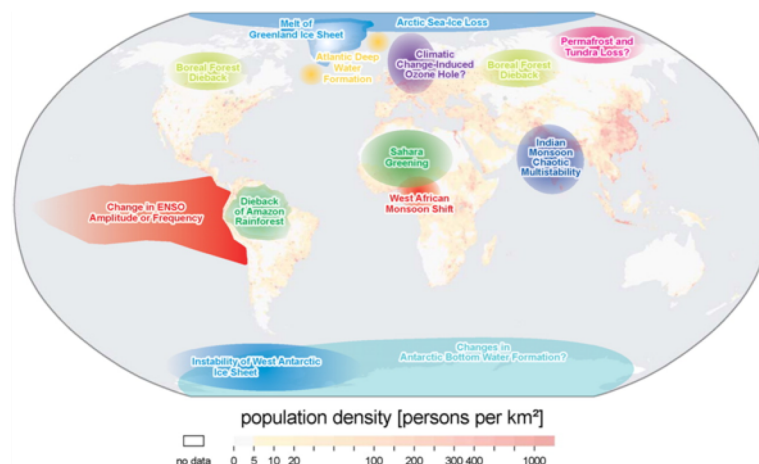 Melt of
Greenland Ice Sheet
Arctic Sea-Ice Loss
Permafrost and
Tundra Loss?
Boreal Forest
Dieback
Atlantic Deep
Water
Formation
Climatic
Change-Induced
Ozone Hole?
Boreal Forest
Dieback
Sahara
Greening
Indian
Monsoon
Chaotic
Multistability
Change in ENSO
Amplitude or Frequency
Dieback
of Amazon
Rainforest
West African
Monsoon Shift
Instability of West Antarctic
Ice Sheet
Changes in
Antarctic Bottom Water Formation?
population density [persons per km²]
no data
0 5 10 20 100 200 300 400 1000